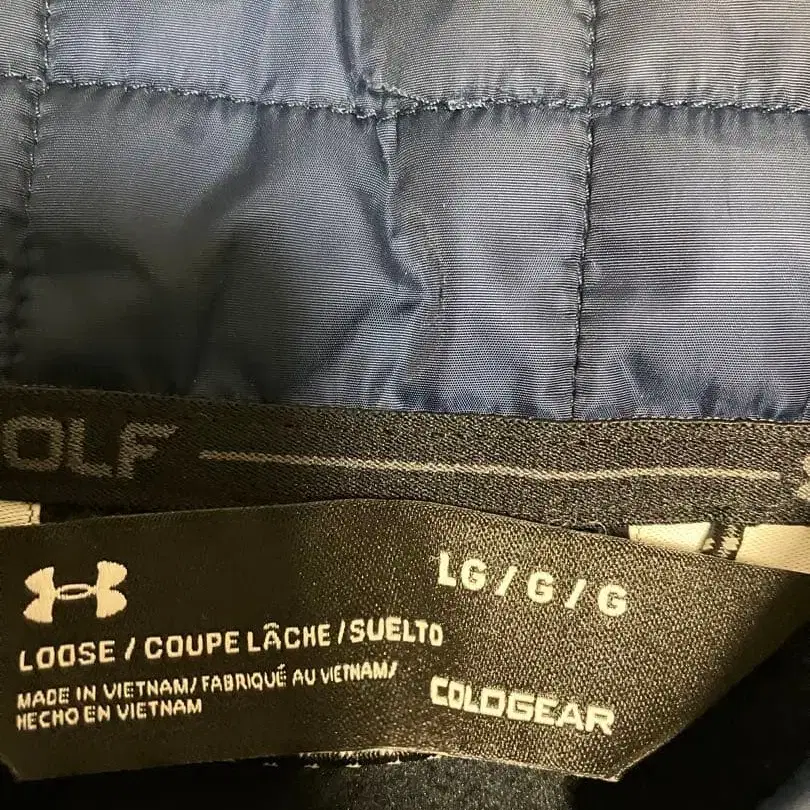 OLF
LG / G / G
LOOSE / COUPE LÂCHE / SUELTO
MADE IN VIETNAM/ FABRIQUÉ AU VIETNAM/
HECHO EN VIETNAM
COLDGEAR